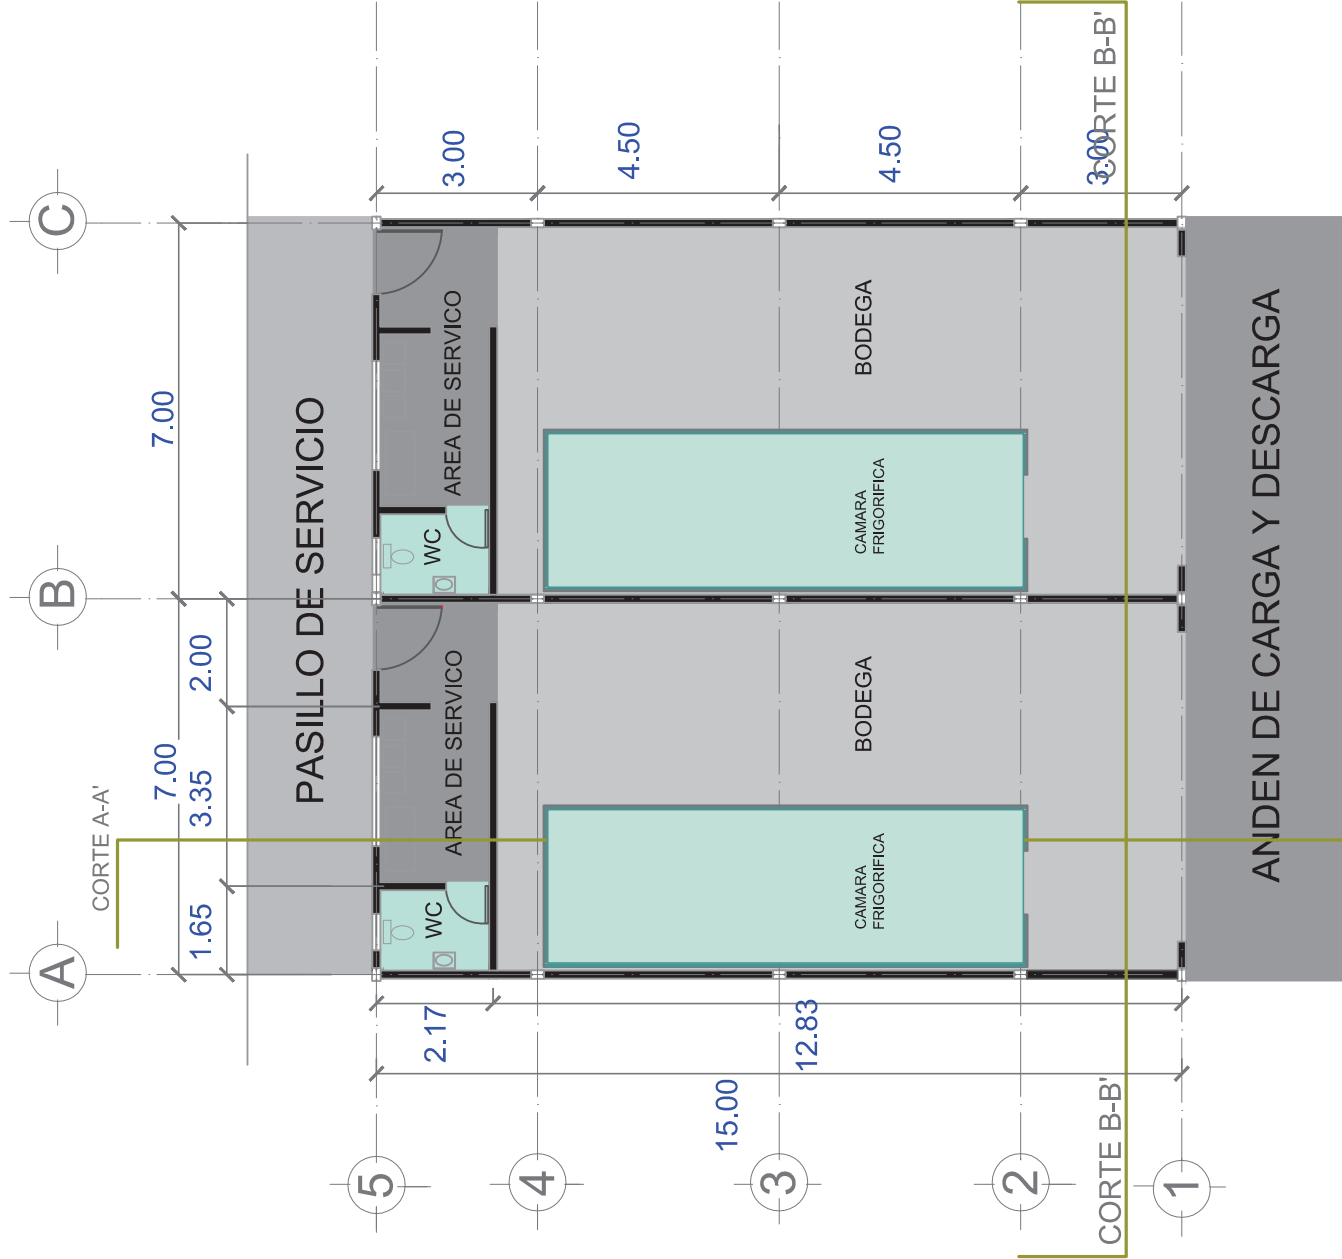 A
B
C
7.00
7.00
1.65
3.35
2.00
CORTE A-A'
PASILLO DE SERVICIO
WC
AREA DE SERVICO
WC
AREA DE SERVICO
3.00
4.50
4.50
3.00
2.17
12.83
15.00
CAMARA
FRIGORIFICA
BODEGA
CAMARA
FRIGORIFICA
BODEGA
CORTE B-B'
CORTE B-B'
ANDEN DE CARGA Y DESCARGA
5
4
3
2
1